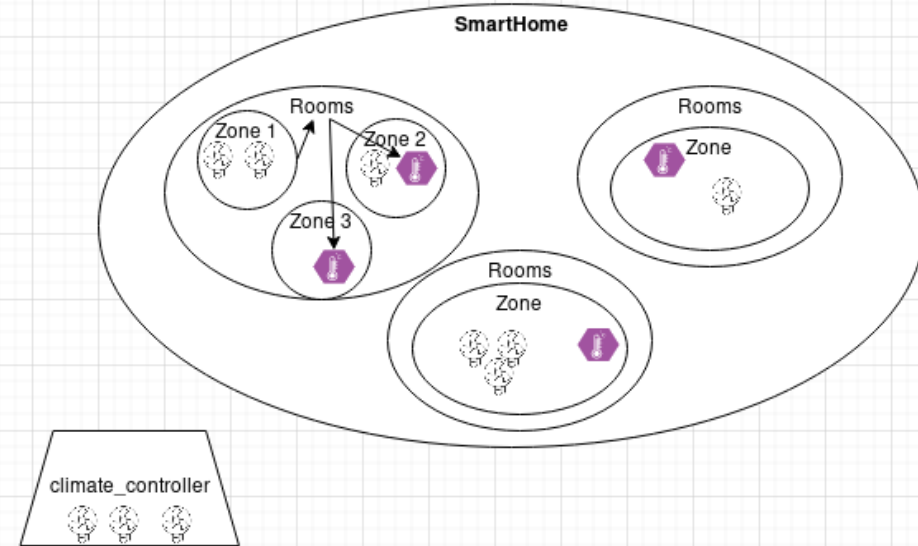 SmartHome
Rooms
Zone 1
Zone 2
Zone 3
Rooms
Zone
Rooms
Zone
climate_controller